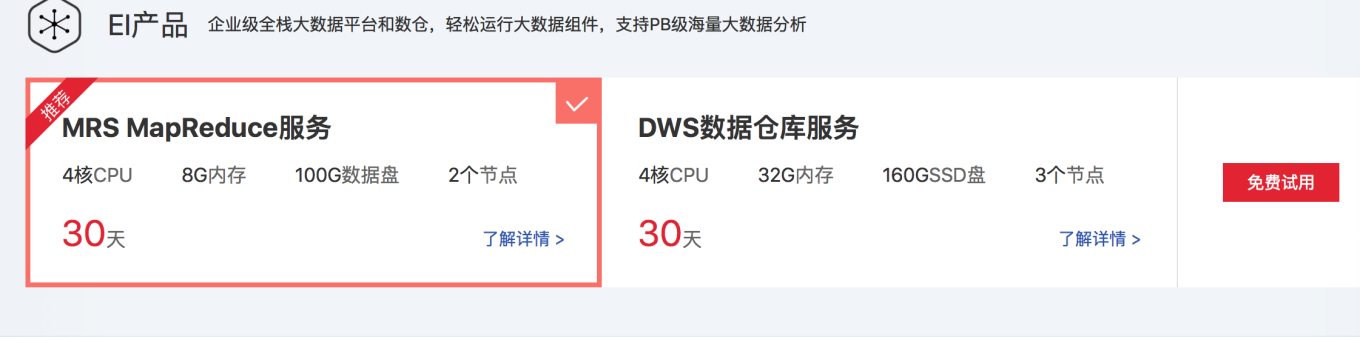 EI产品 企业级全栈大数据平台和数仓，轻松运行大数据组件，支持PB级海量大数据分析
推荐
MRS MapReduce服务
4核CPU 8G内存 100G数据盘 2个节点
30天 了解详情 >
DWS数据仓库服务
4核CPU 32G内存 160GSSD盘 3个节点
30天 了解详情 >
免费试用